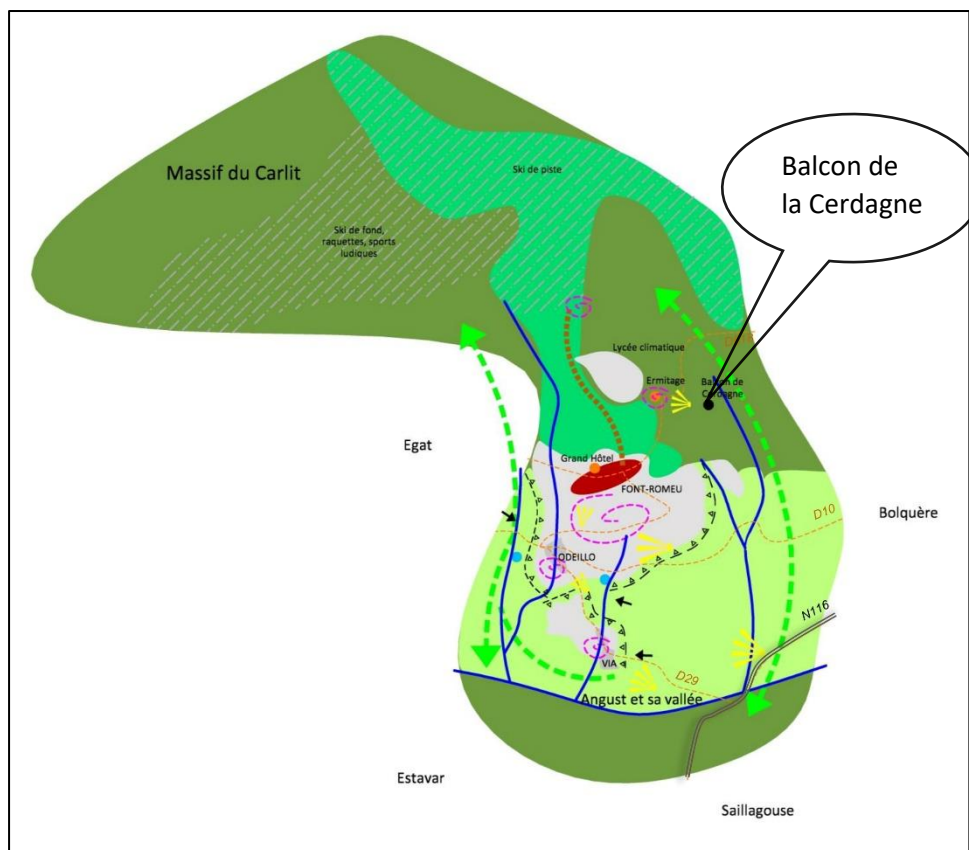 Balcon de
la Cerdagne
Massif du Carlit
Ski de piste
Ski de fond,
raquettes, sports
ludiques
Lycée climatique
Ermitage
Balcon de
Cerdagne
Egat
Grand Hôtel
FONT-ROMEU
Bolquère
D10
ODEILLO
N116
VIA
D29
Angust et sa vallée
Estavar
Saillagouse